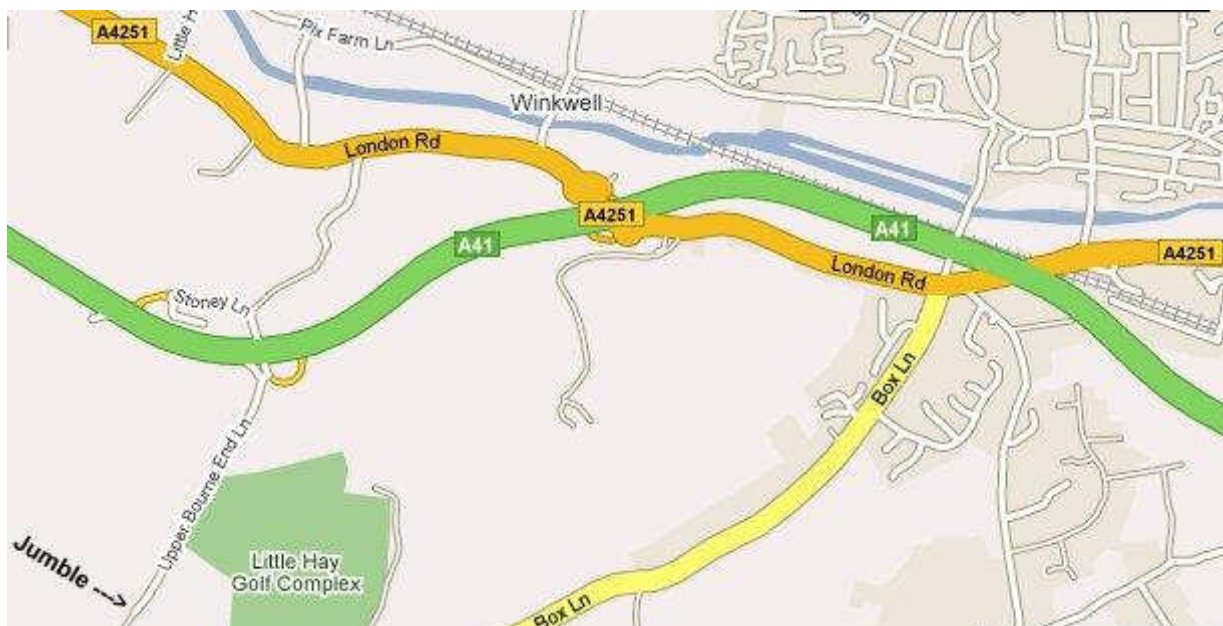 A4251
Little H
Pix Farm Ln
Winkwell
London Rd
A4251
A41
A41
London Rd
A4251
Stoney Ln
Box Ln
Upper Bourne End Ln
Jumble --->
Little Hay
Golf Complex
Box Ln